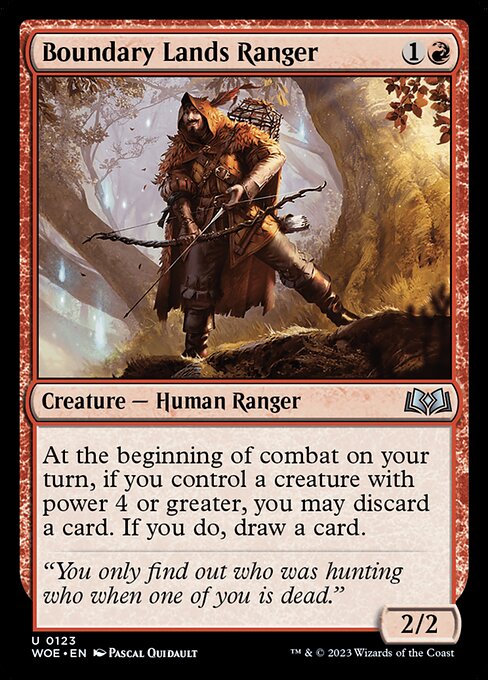 Boundary Lands Ranger 1
Creature — Human Ranger
At the beginning of combat on your
turn, if you control a creature with
power 4 or greater, you may discard
a card. If you do, draw a card.
“You only find out who was hunting
who when one of you is dead.”
2/2
U 0123
WOE • EN Pascal Quidault
™ & © 2023 Wizards of the Coast